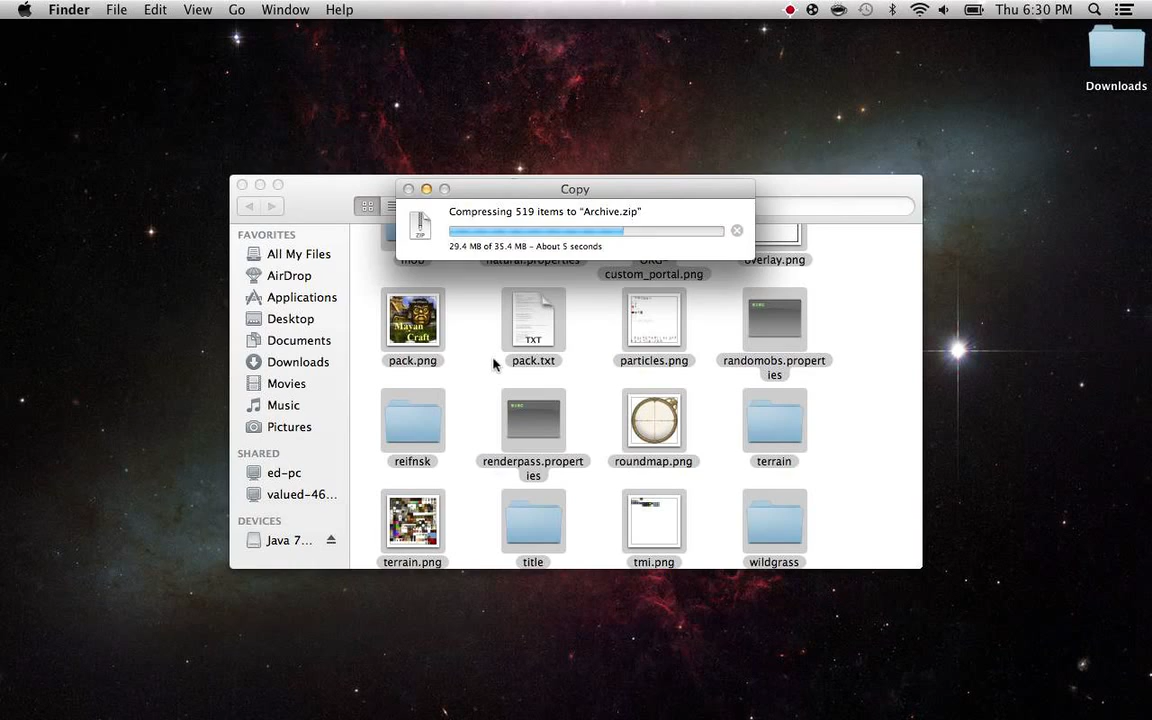 Finder File Edit View Go Window Help Thu 6:30 PM
Downloads
Copy
Compressing 519 items to "Archive.zip"
ZIP
29.4 MB of 35.4 MB – About 5 seconds
FAVORITES
All My Files
AirDrop
Applications
Desktop
Documents
Downloads
Movies
Music
Pictures
SHARED
ed-pc
valued-46...
DEVICES
Java 7...
mob natural.properties overlay.png
custom_portal.png
Mayan
Craft
TXT
pack.png pack.txt particles.png randomobs.propert
ies
reifnsk renderpass.propert roundmap.png terrain
ies
terrain.png title tmi.png wildgrass